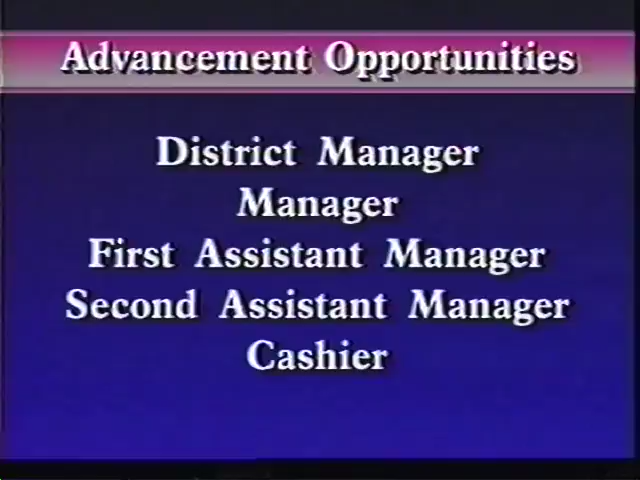 Advancement Opportunities
District Manager
Manager
First Assistant Manager
Second Assistant Manager
Cashier